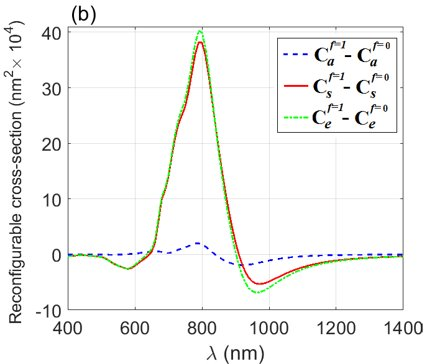 (b)
Reconfigurable cross-section (nm² × 10⁴)
40
30
20
10
0
-10
C_a^{f=1} - C_a^{f=0}
C_s^{f=1} - C_s^{f=0}
C_e^{f=1} - C_e^{f=0}
400 600 800 1000 1200 1400
λ (nm)